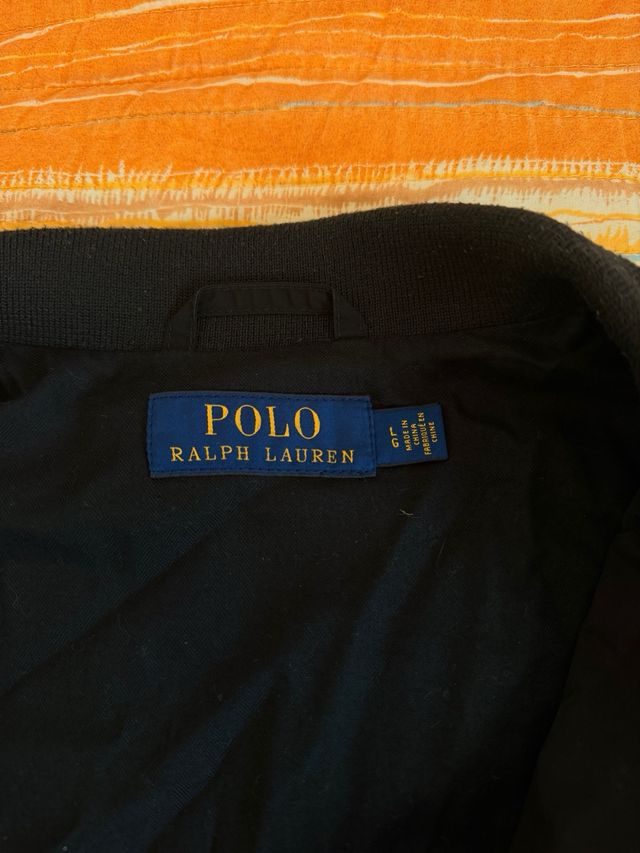 POLO
RALPH LAUREN
L
G
MADE IN
CHINA
FABRIQUÉ EN
CHINE